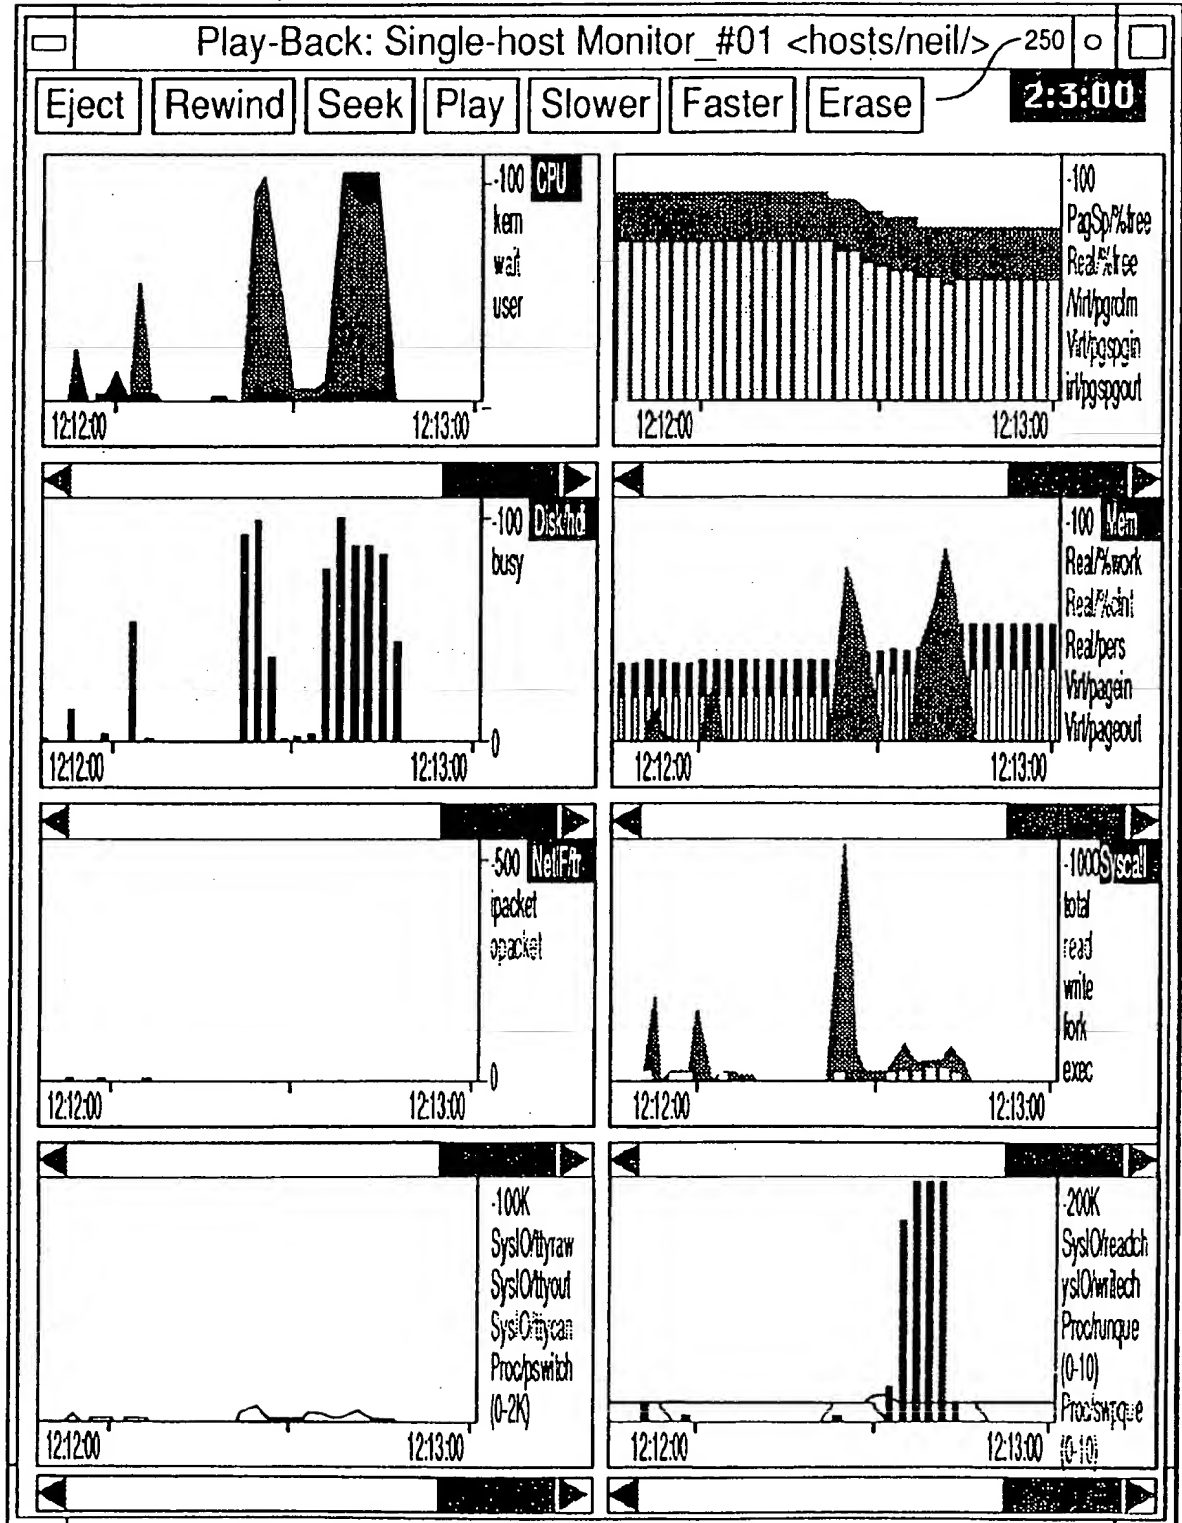 Play-Back: Single-host Monitor_#01 <hosts/neil/>
250
Eject Rewind Seek Play Slower Faster Erase
2:3:00
-100 CPU
kern
wait
user
12:12:00 12:13:00
-100
PagSp/%free
Real/%free
/Virt/pgrclm
Virt/pgspgin
irt/pgspgout
12:12:00 12:13:00
-100 Disk/hd
busy
0
12:12:00 12:13:00
-100 Mem
Real/%work
Real/%clnt
Real/pers
Virt/pagein
Virt/pageout
12:12:00 12:13:00
-500 NetIF/tr
ipacket
opacket
0
12:12:00 12:13:00
-1000 Syscall
total
read
write
fork
exec
12:12:00 12:13:00
-100K
SysIO/ttyraw
SysIO/ttyout
SysIO/ttycan
Proc/pswitch
(0-2K)
12:12:00 12:13:00
-200K
SysIO/readch
ysIO/writech
Proc/runque
(0-10)
Proc/swpque
(0-10)
12:12:00 12:13:00